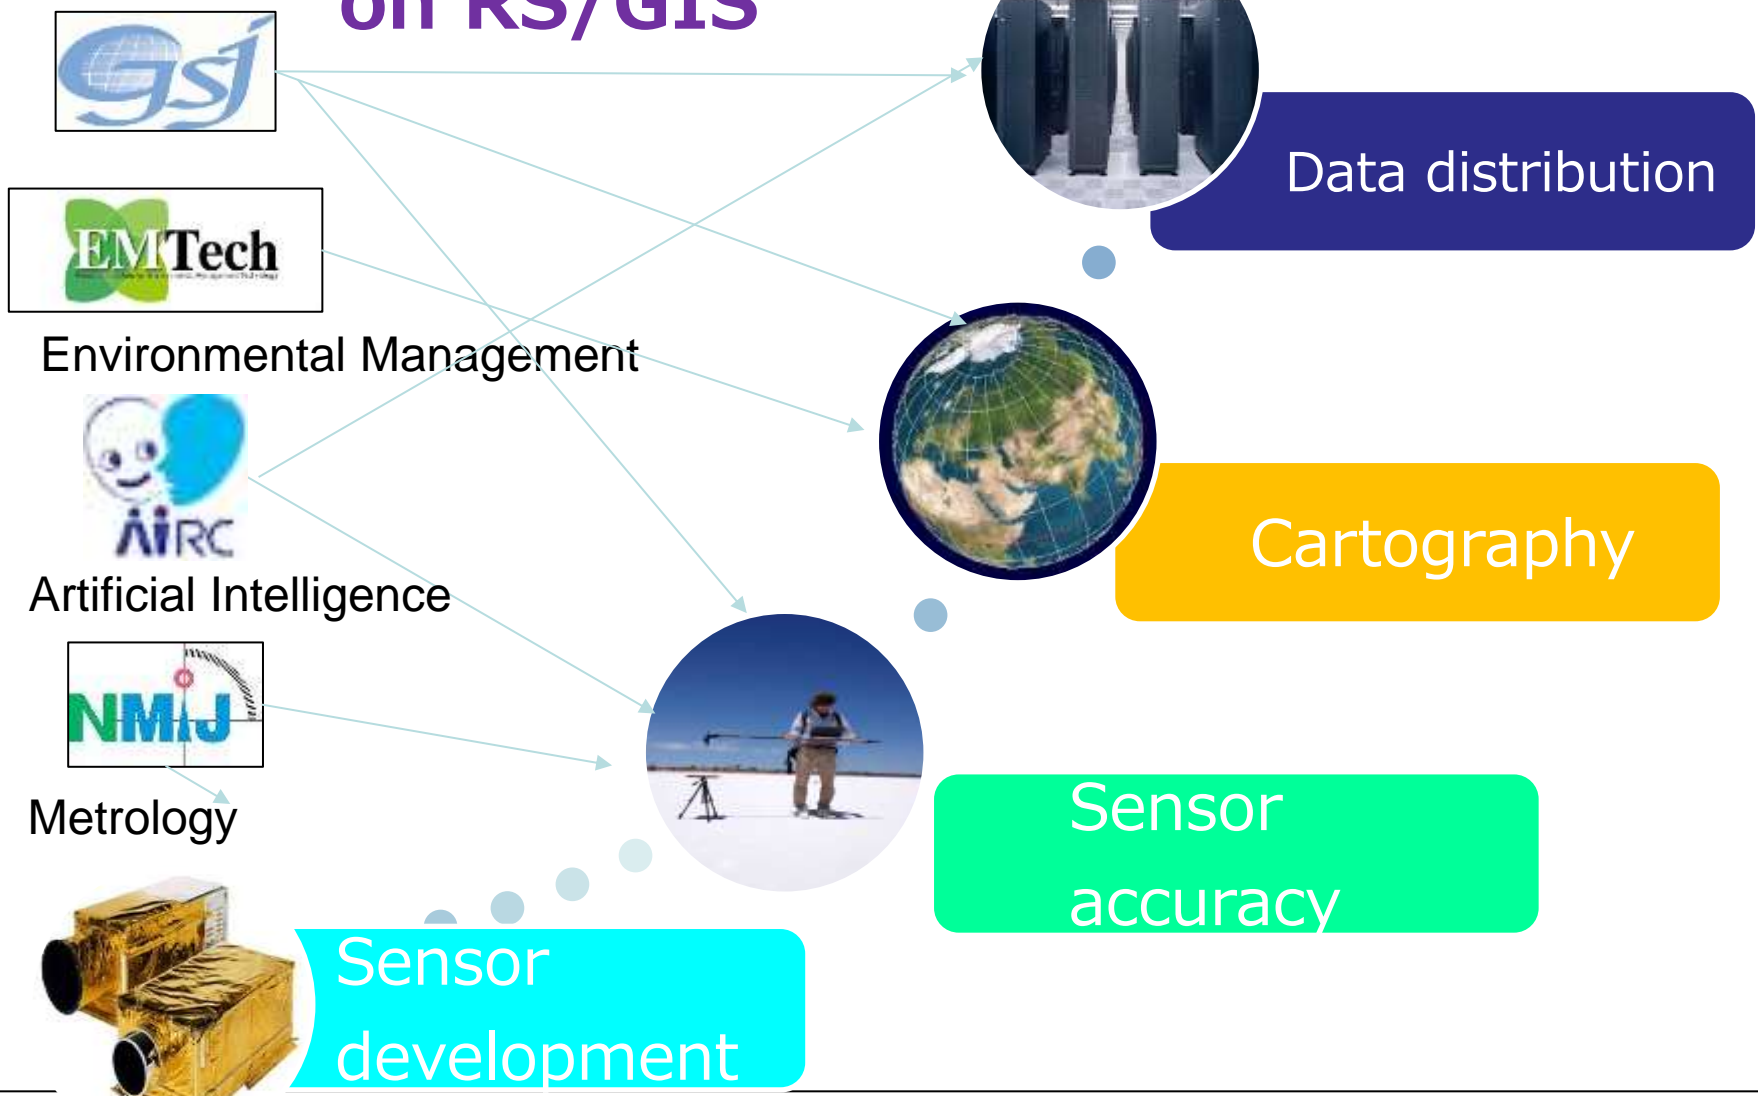 on RS/GIS
GSJ
Data distribution
EMTech
Environmental Management
AIRC
Artificial Intelligence
Cartography
NMIJ
Metrology
Sensor
accuracy
Sensor
development